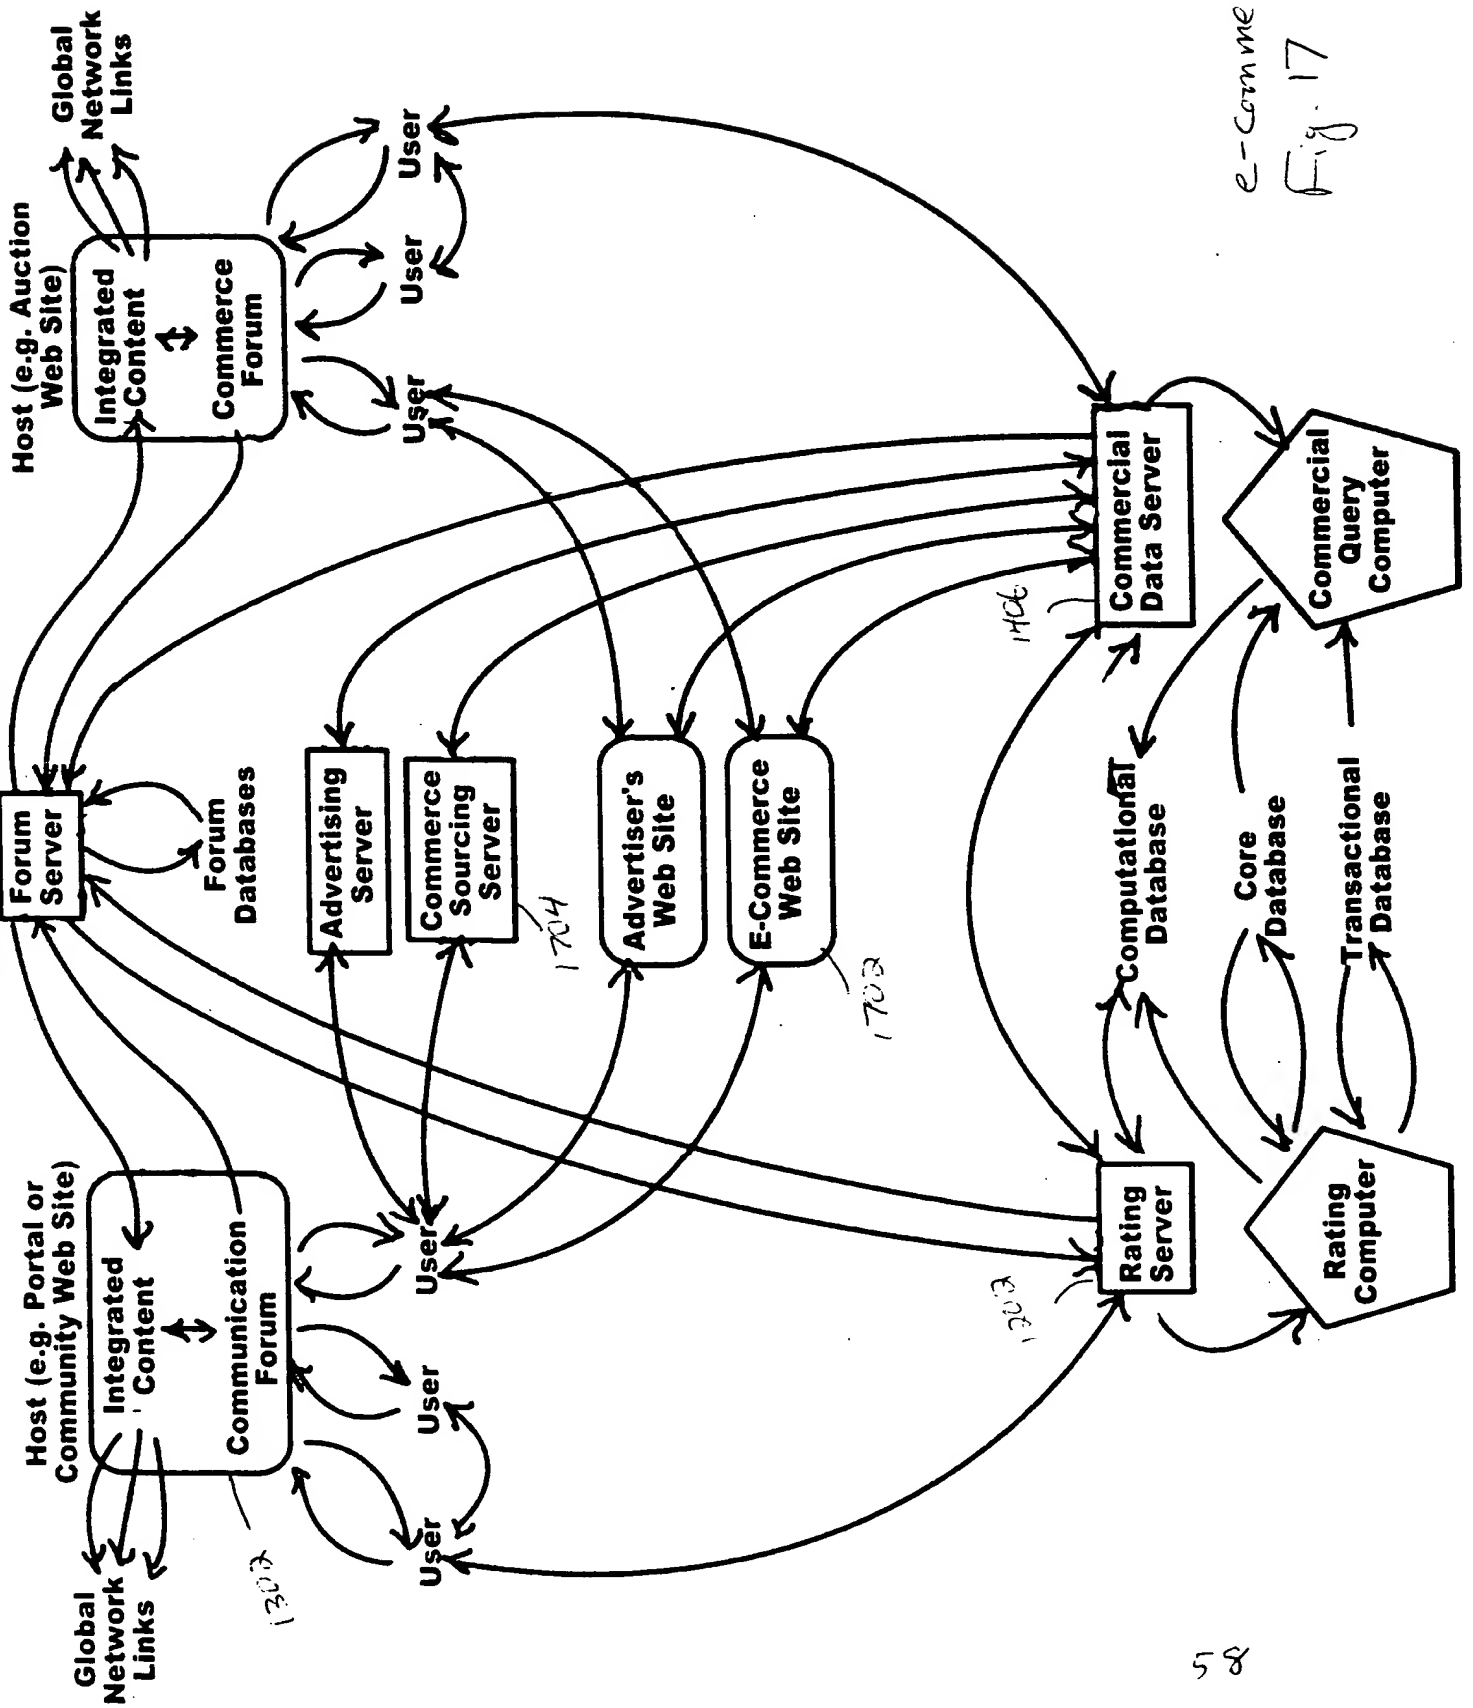 Host (e.g. Portal or
Community Web Site)
Global
Network
Links
Integrated
Content
Communication
Forum
1302
User
User
User
Forum
Server
Forum
Databases
Host (e.g. Auction
Web Site)
Integrated
Content
Commerce
Forum
Global
Network
Links
User
User
User
Advertising
Server
Commerce
Sourcing
Server
1704
Advertiser's
Web Site
E-Commerce
Web Site
1702
1202
Rating
Server
Rating
Computer
Computational
Database
Core
Database
Transactional
Database
1406
Commercial
Data Server
Commercial
Query
Computer
e-comme
Fig. 17
58